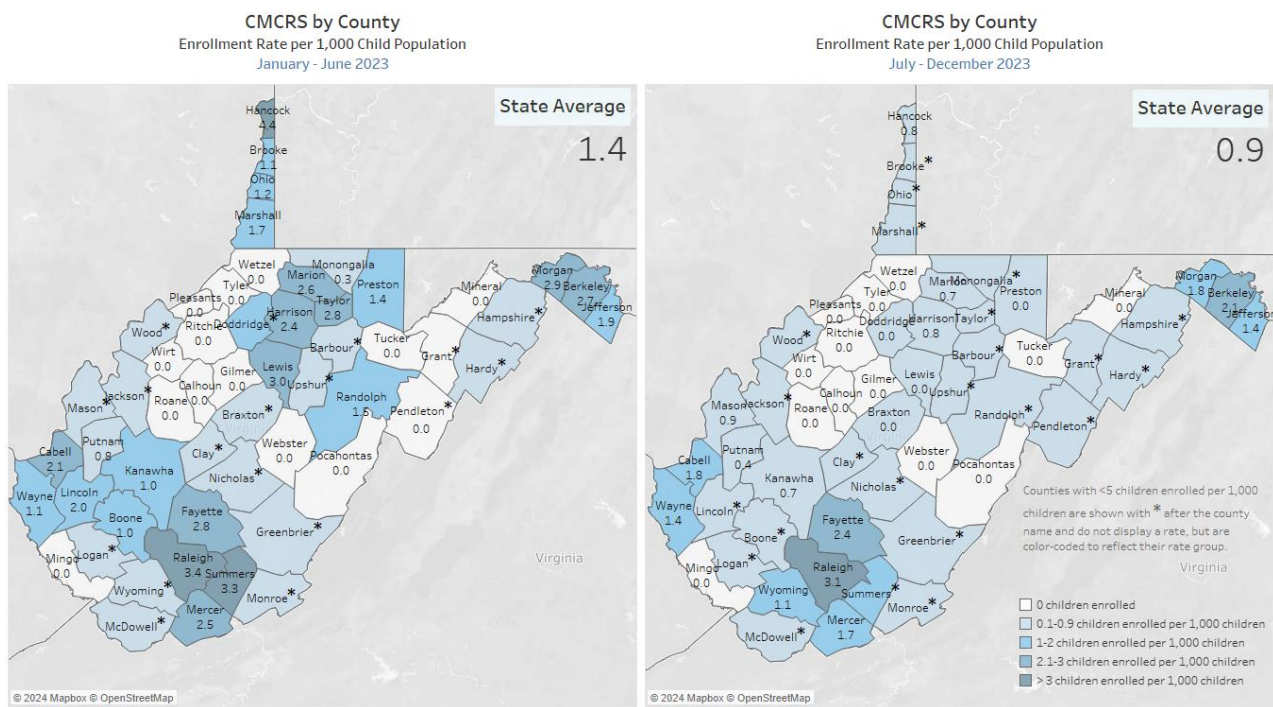 CMCRS by County
Enrollment Rate per 1,000 Child Population
January - June 2023
State Average
1.4
Hancock
4.4
Brooke
1.1
Ohio
1.2
Marshall
1.7
Wetzel
0.0
Monongalia
0.3
Marion
2.6
Preston
1.4
Tyler
0.0
Pleasants
0.0
Taylor
2.8
Harrison
2.4
Doddridge*
Ritchie
0.0
Wood*
Mineral
0.0
Morgan
2.9
Berkeley
2.7
Jefferson
1.9
Hampshire*
Barbour*
Tucker
0.0
Grant*
Hardy*
Wirt
0.0
Gilmer
0.0
Lewis
3.0
Upshur*
Calhoun
0.0
Jackson*
Roane
0.0
Mason*
Randolph
1.5
Pendleton*
0.0
Braxton*
Virginia
Webster
0.0
Pocahontas
0.0
Putnam
0.8
Cabell
2.1
Clay*
Kanawha
1.0
Nicholas*
Wayne
1.1
Lincoln
2.0
Boone
1.0
Fayette
2.8
Greenbrier*
Logan*
Mingo
0.0
Raleigh
3.4
Summers
3.3
Wyoming*
Monroe*
Mercer
2.5
McDowell*
Virginia
© 2024 Mapbox © OpenStreetMap
CMCRS by County
Enrollment Rate per 1,000 Child Population
July - December 2023
State Average
0.9
Hancock
0.8
Brooke*
Ohio*
Marshall*
Wetzel
0.0
Marion
0.7
Monongalia*
Preston
0.0
Tyler
0.0
Pleasants
0.0
Doddridge
0.0
Harrison
0.8
Taylor*
Ritchie
0.0
Wood*
Mineral
0.0
Morgan
1.8
Berkeley
2.1
Jefferson
1.4
Hampshire*
Barbour*
Tucker
0.0
Grant*
Hardy*
Wirt
0.0
Gilmer
0.0
Lewis
0.0
Upshur*
Calhoun
0.0
Jackson*
Roane
0.0
Mason
0.9
Braxton
0.0
Randolph*
Pendleton*
Webster
0.0
Pocahontas
0.0
Putnam
0.4
Cabell
1.8
Clay*
Kanawha
0.7
Nicholas*
Wayne
1.4
Lincoln*
Boone*
Fayette
2.4
Greenbrier*
Logan*
Mingo
0.0
Raleigh
3.1
Summers*
Wyoming
1.1
Monroe*
Mercer
1.7
McDowell*
Virginia
Counties with <5 children enrolled per 1,000
children are shown with * after the county
name and do not display a rate, but are
color-coded to reflect their rate group.
0 children enrolled
0.1-0.9 children enrolled per 1,000 children
1-2 children enrolled per 1,000 children
2.1-3 children enrolled per 1,000 children
> 3 children enrolled per 1,000 children
© 2024 Mapbox © OpenStreetMap